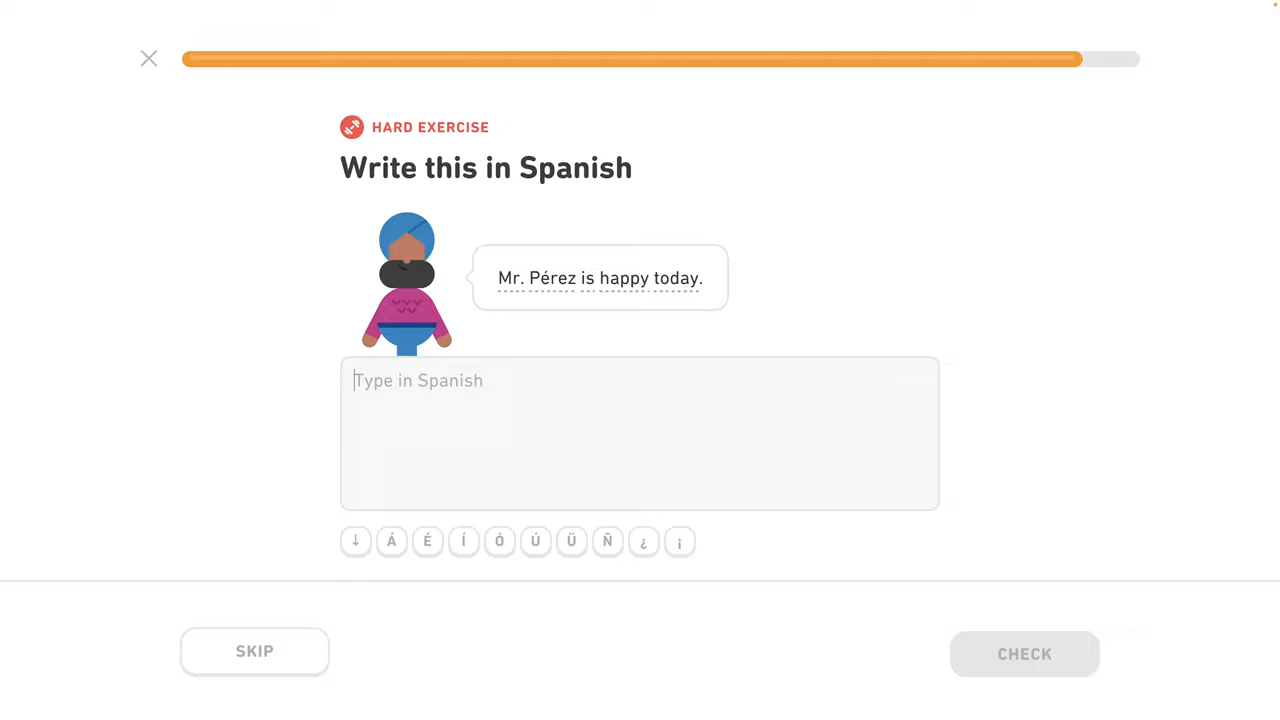 HARD EXERCISE
Write this in Spanish
Mr. Pérez is happy today.
Type in Spanish
↓ Á É Í Ó Ú Ü Ñ ¿ ¡
SKIP
CHECK